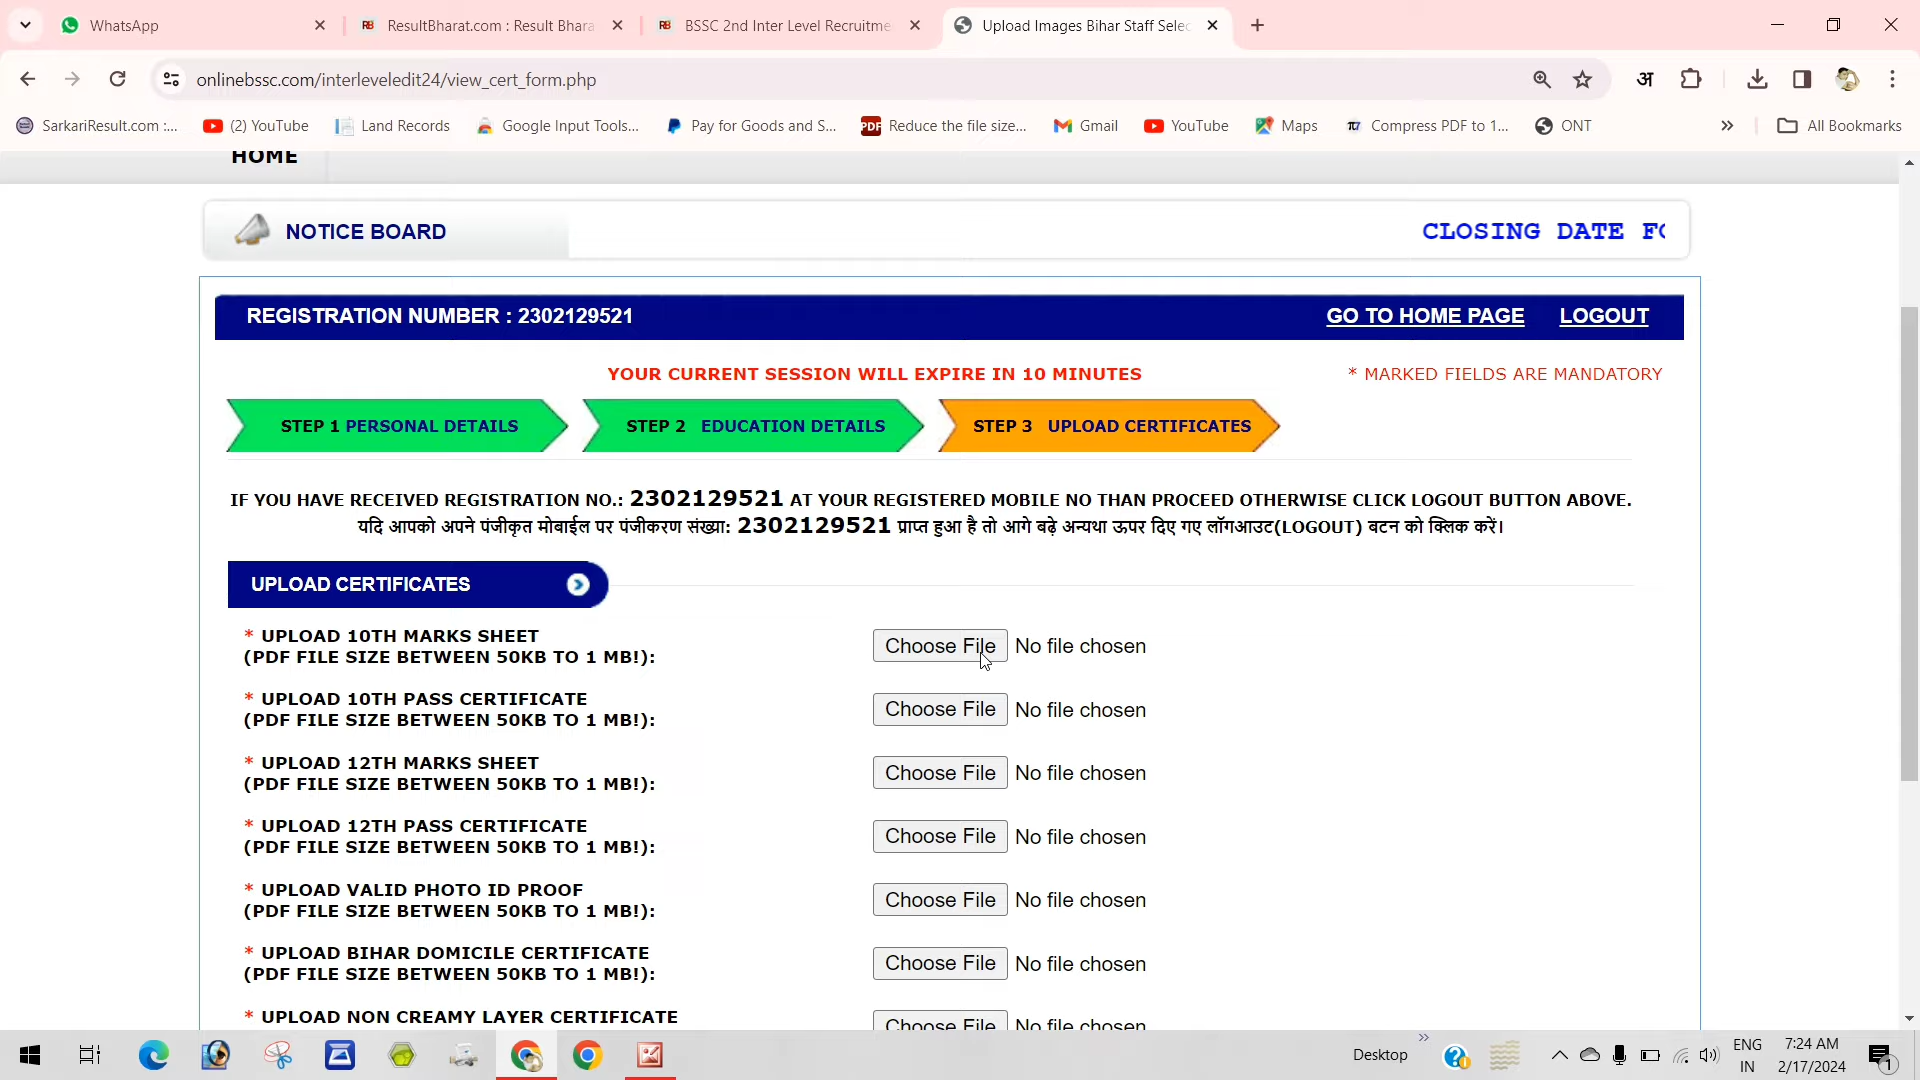 WhatsApp
ResultBharat.com : Result Bhara
BSSC 2nd Inter Level Recruitme
Upload Images Bihar Staff Selec
onlinebssc.com/interleveledit24/view_cert_form.php
अ
SarkariResult.com :...
(2) YouTube
Land Records
Google Input Tools...
Pay for Goods and S...
PDF Reduce the file size...
Gmail
YouTube
Maps
Compress PDF to 1...
ONT
All Bookmarks
HOME
NOTICE BOARD
CLOSING DATE FO
REGISTRATION NUMBER : 2302129521
GO TO HOME PAGE
LOGOUT
YOUR CURRENT SESSION WILL EXPIRE IN 10 MINUTES
* MARKED FIELDS ARE MANDATORY
STEP 1 PERSONAL DETAILS
STEP 2 EDUCATION DETAILS
STEP 3 UPLOAD CERTIFICATES
IF YOU HAVE RECEIVED REGISTRATION NO.: 2302129521 AT YOUR REGISTERED MOBILE NO THAN PROCEED OTHERWISE CLICK LOGOUT BUTTON ABOVE.
यदि आपको अपने पंजीकृत मोबाईल पर पंजीकरण संख्या: 2302129521 प्राप्त हुआ है तो आगे बढ़े अन्यथा ऊपर दिए गए लॉगआउट(LOGOUT) बटन को क्लिक करें।
UPLOAD CERTIFICATES
* UPLOAD 10TH MARKS SHEET
(PDF FILE SIZE BETWEEN 50KB TO 1 MB!):
Choose File No file chosen
* UPLOAD 10TH PASS CERTIFICATE
(PDF FILE SIZE BETWEEN 50KB TO 1 MB!):
Choose File No file chosen
* UPLOAD 12TH MARKS SHEET
(PDF FILE SIZE BETWEEN 50KB TO 1 MB!):
Choose File No file chosen
* UPLOAD 12TH PASS CERTIFICATE
(PDF FILE SIZE BETWEEN 50KB TO 1 MB!):
Choose File No file chosen
* UPLOAD VALID PHOTO ID PROOF
(PDF FILE SIZE BETWEEN 50KB TO 1 MB!):
Choose File No file chosen
* UPLOAD BIHAR DOMICILE CERTIFICATE
(PDF FILE SIZE BETWEEN 50KB TO 1 MB!):
Choose File No file chosen
* UPLOAD NON CREAMY LAYER CERTIFICATE
Choose File No file chosen
Desktop
ENG
IN
7:24 AM
2/17/2024
1